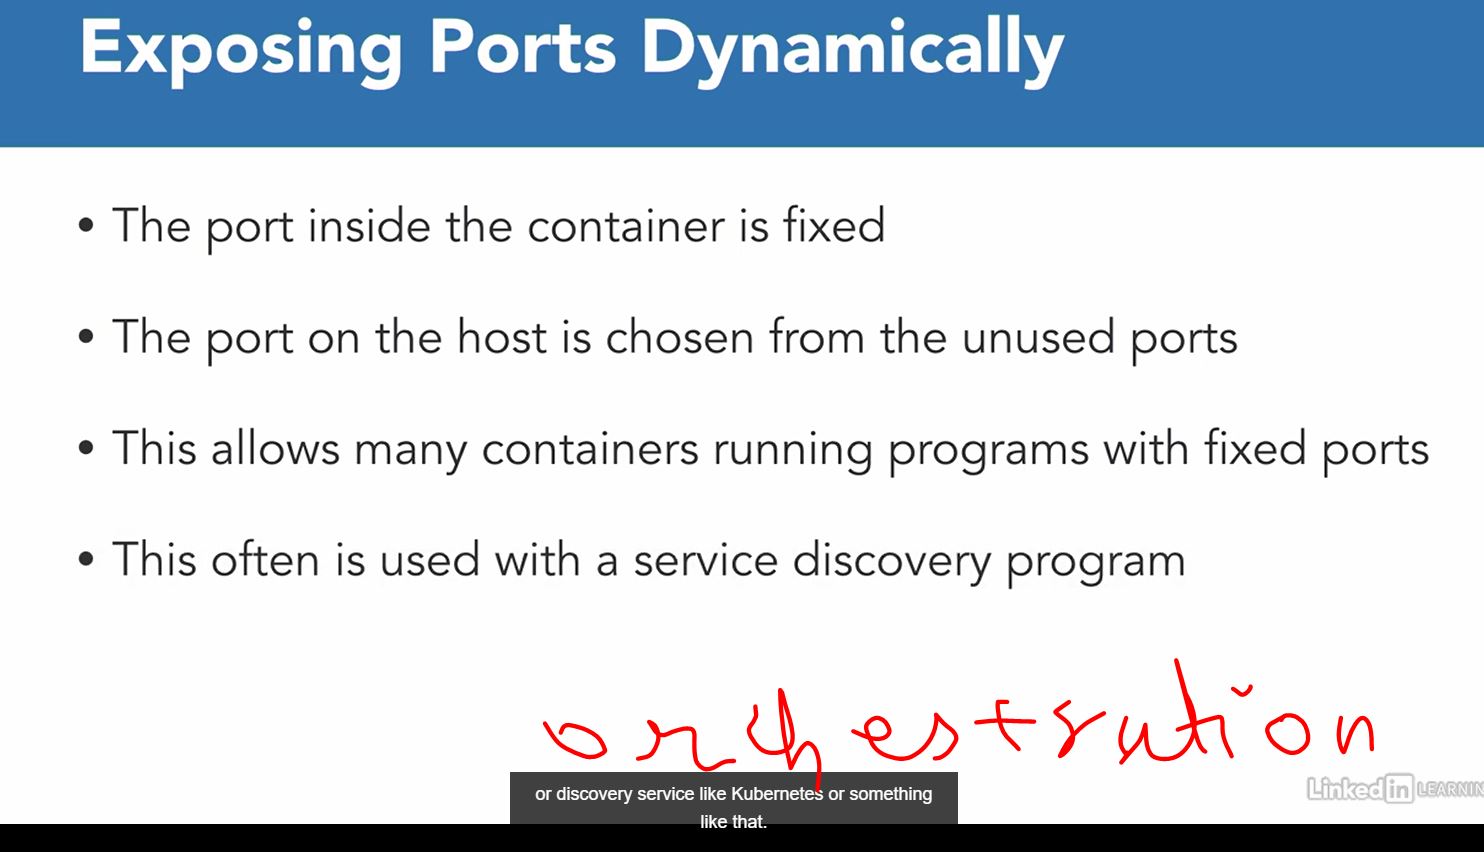 Exposing Ports Dynamically
• The port inside the container is fixed
• The port on the host is chosen from the unused ports
• This allows many containers running programs with fixed ports
• This often is used with a service discovery program
orchestration
or discovery service like Kubernetes or something
like that.
LinkedIn LEARNIN